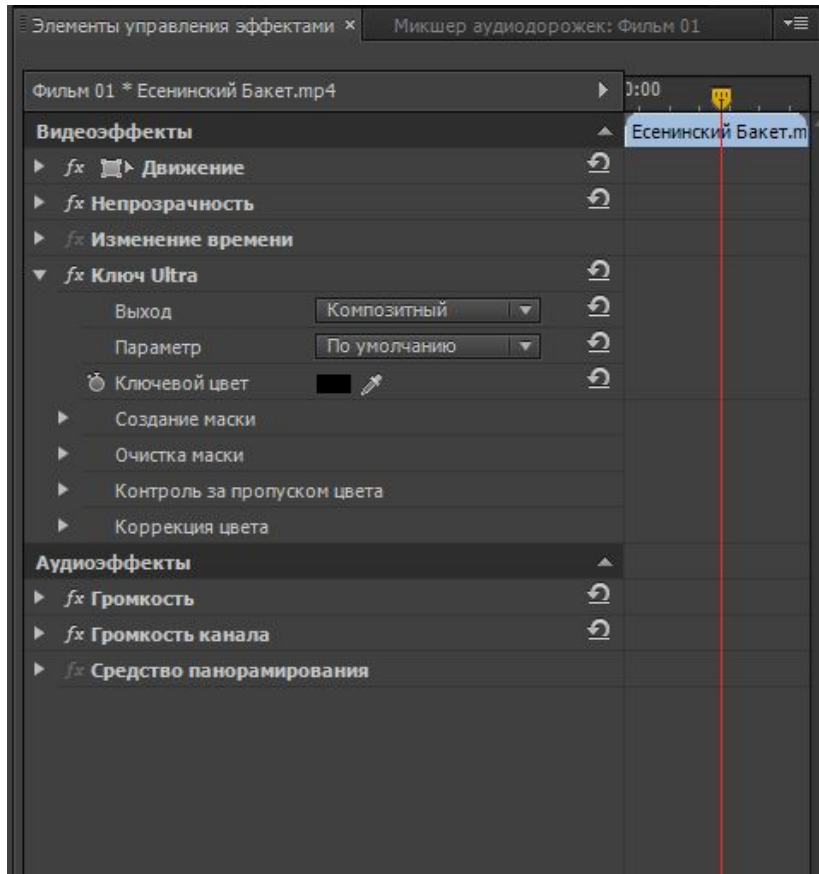 Элементы управления эффектами × Микшер аудиодорожек: Фильм 01
Фильм 01 * Есенинский Бакет.mp4
Видеоэффекты
fx Движение
fx Непрозрачность
fx Изменение времени
fx Ключ Ultra
Выход Композитный
Параметр По умолчанию
Ключевой цвет
Создание маски
Очистка маски
Контроль за пропуском цвета
Коррекция цвета
Аудиоэффекты
fx Громкость
fx Громкость канала
fx Средство панорамирования
0:00
Есенинский Бакет.m